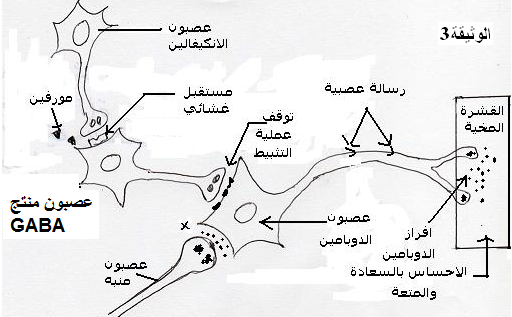 الوثيقة3
عصبون
الانكيفالين
مورفين
مستقبل
غشائي
توقف
عملية
التثبيط
رسالة عصبية
القشرة
المخية
عصبون منتج
GABA
x
عصبون
منبه
عصبون
الدوبامين
افراز
الدوبامين
الاحساس بالسعادة
والمتعة